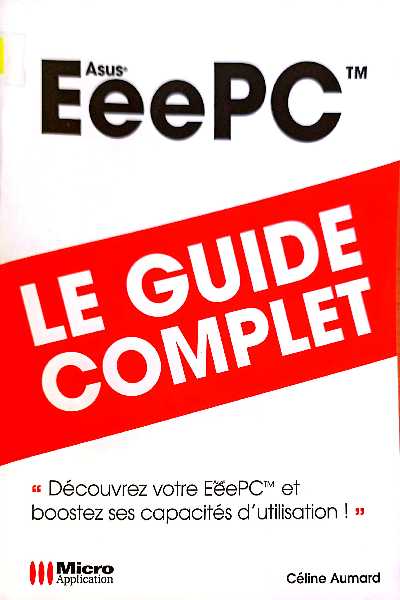 Asus®
EeePC™
LE GUIDE
COMPLET
“ Découvrez votre EeePC™ et
boostez ses capacités d'utilisation ! ”
Micro
Application
Céline Aumard